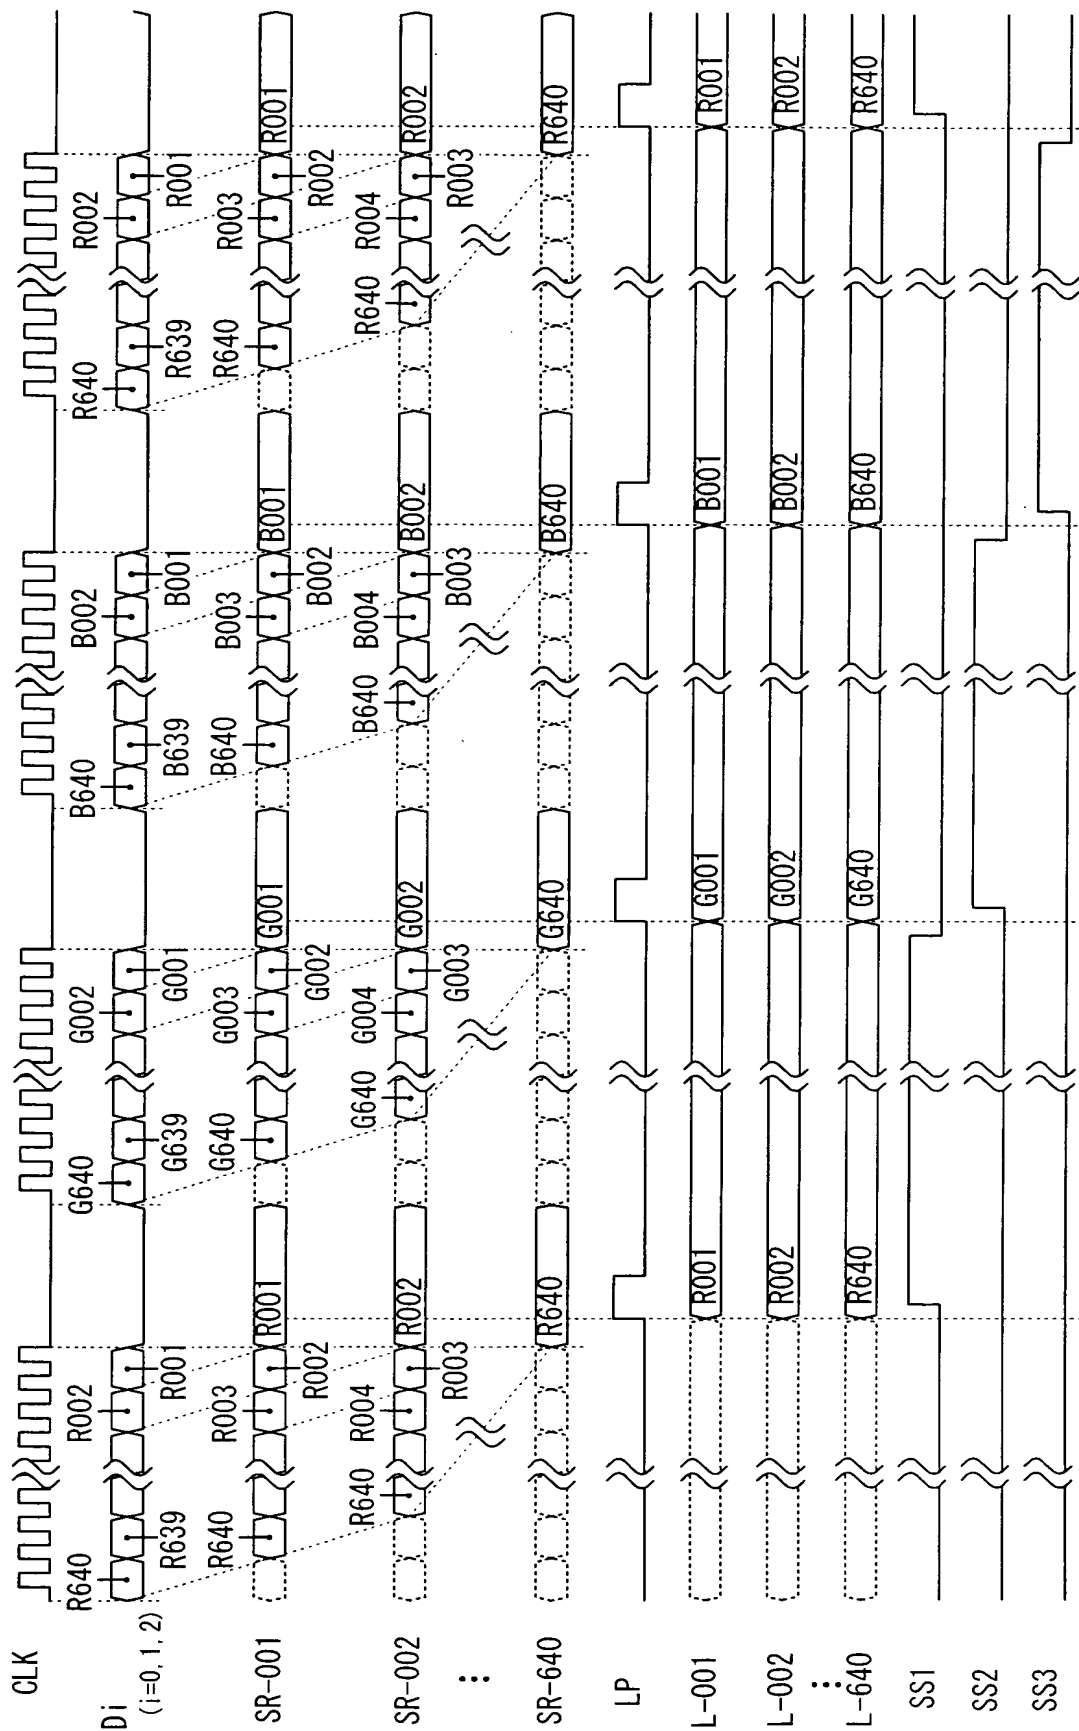 CLK
Di
(i=0, 1, 2)
R640
R639
R002
R001
G640
G639
G002
G001
B640
B639
B002
B001
R640
R639
R002
R001
SR-001
R640
R003
R002
R001
G640
G003
G002
G001
B640
B003
B002
B001
R640
R003
R002
R001
SR-002
R640
R004
R003
R002
G640
G004
G003
G002
B640
B004
B003
B002
R640
R004
R003
R002
SR-640
R640
G640
B640
R640
LP
L-001
R001
G001
B001
R001
L-002
R002
G002
B002
R002
L-640
R640
G640
B640
R640
SS1
SS2
SS3